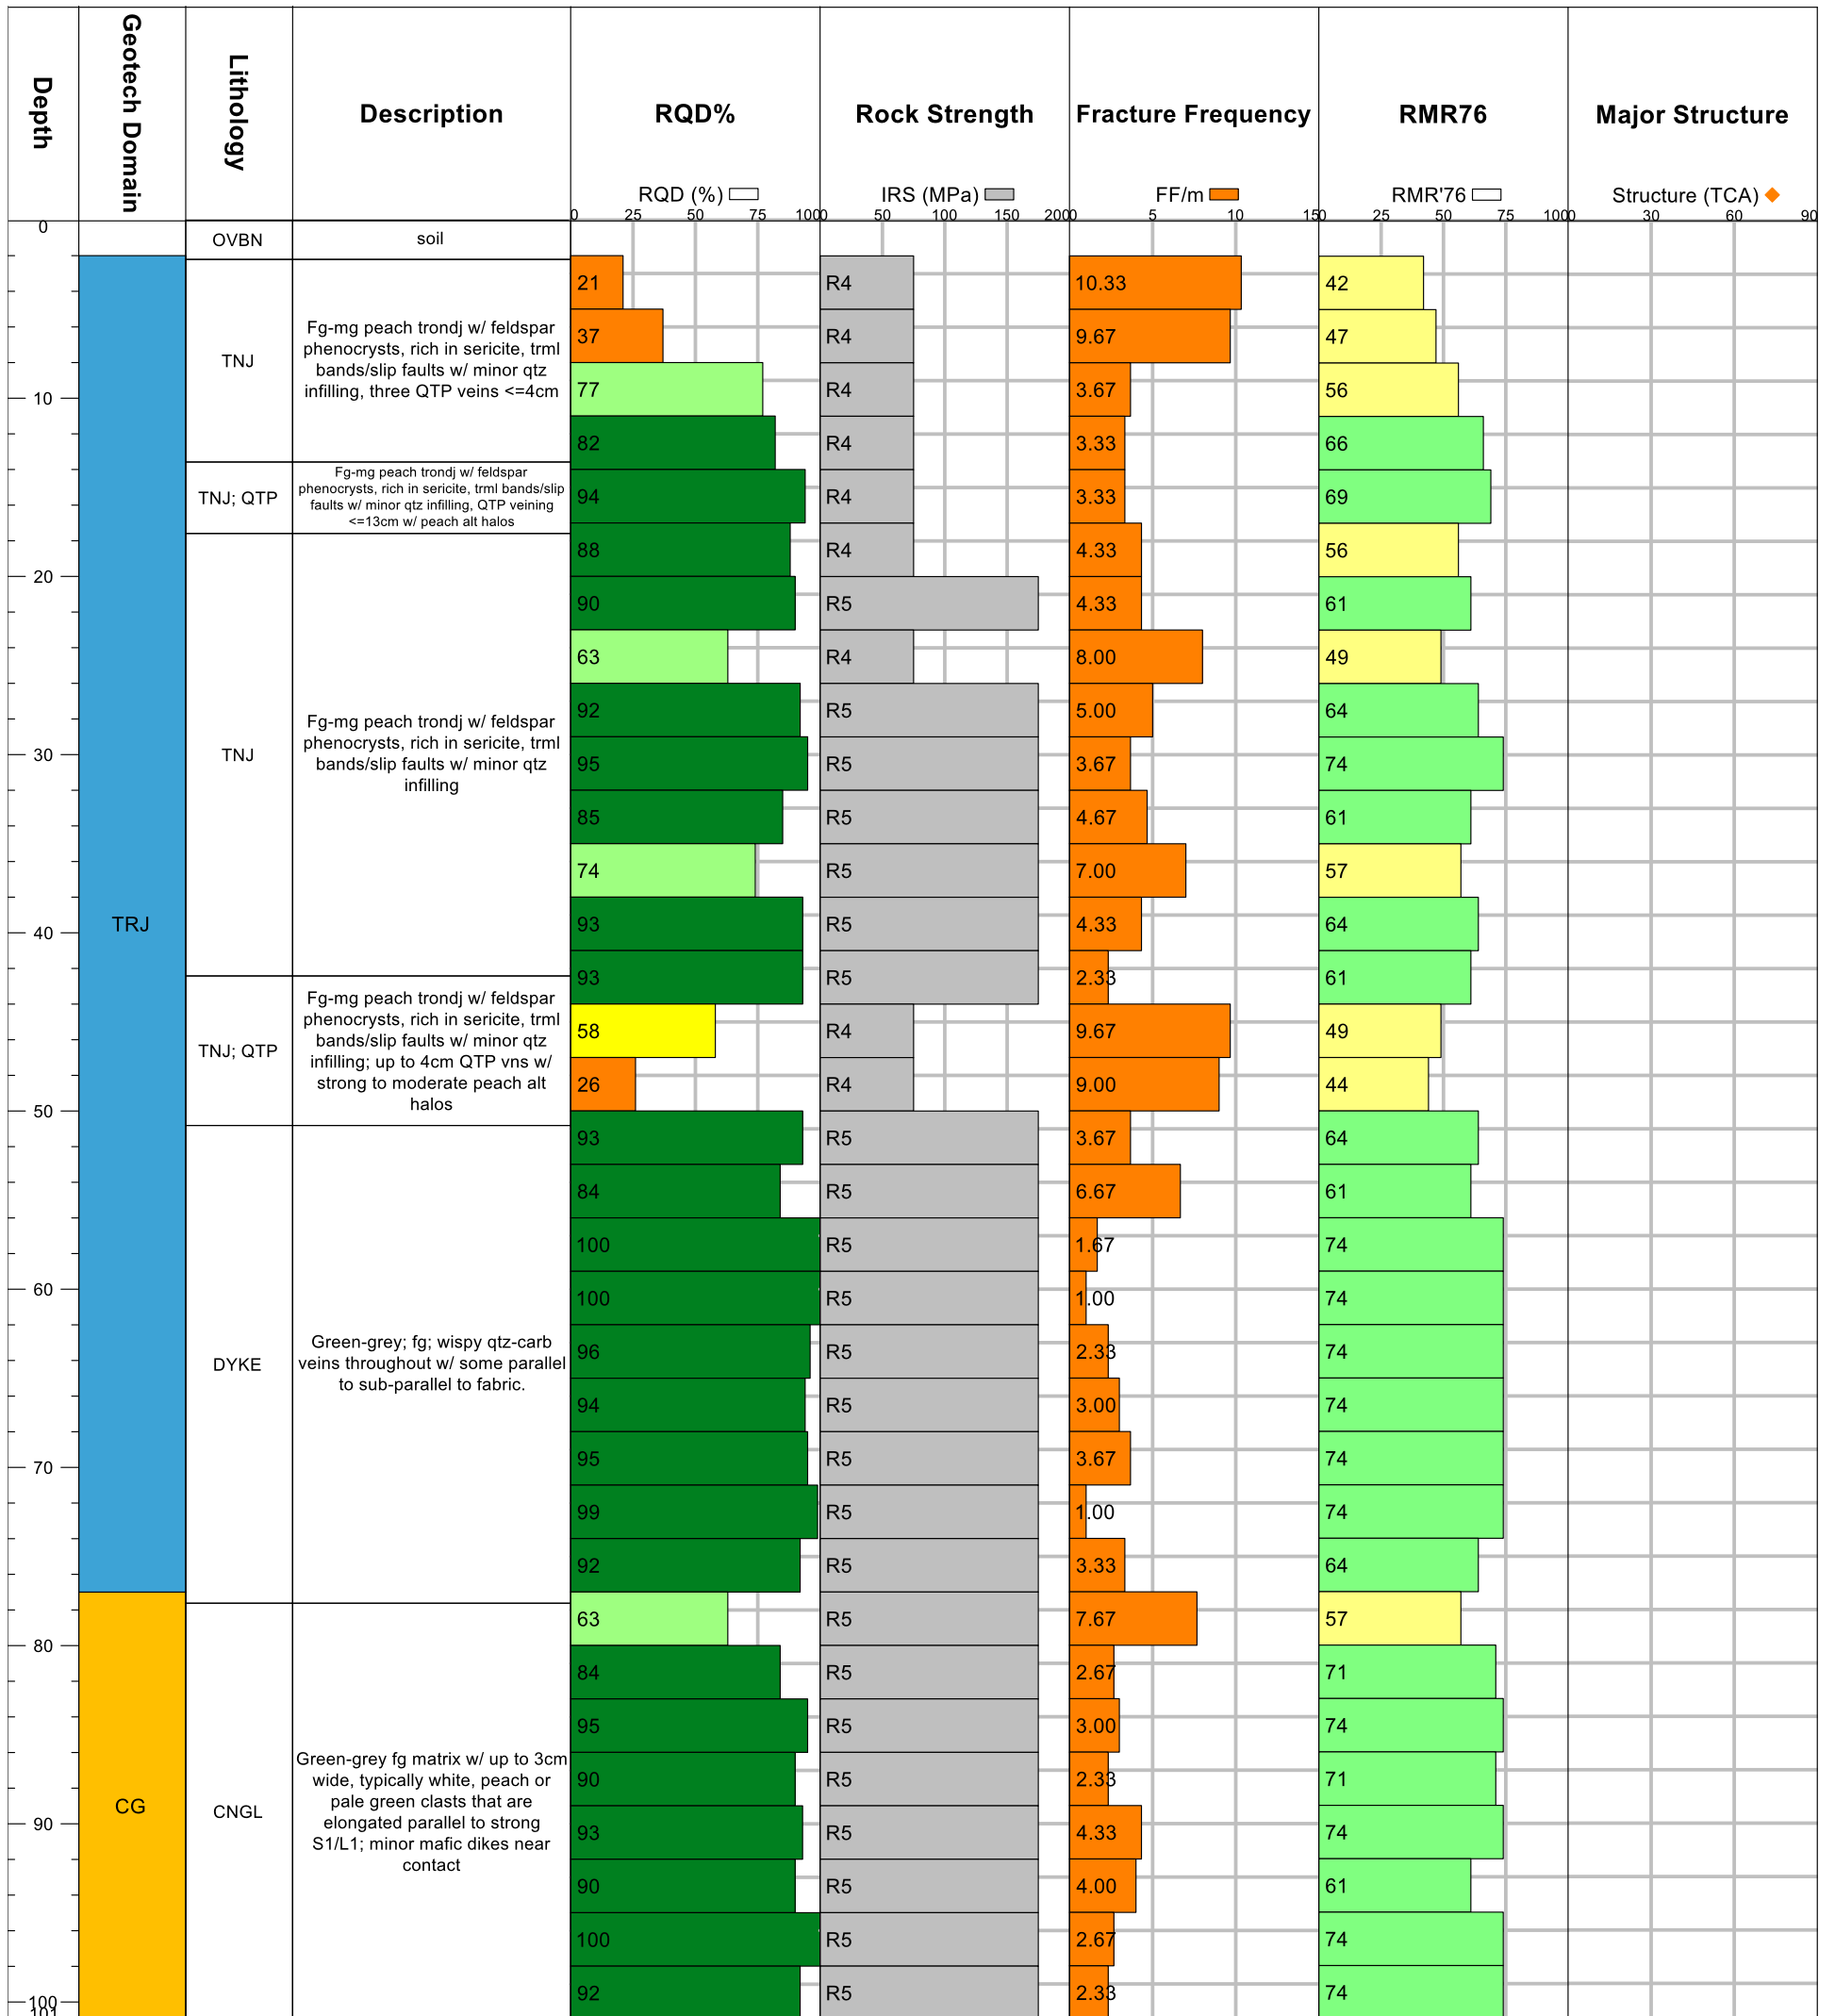 Depth
Geotech Domain
Lithology
Description
RQD%
Rock Strength
Fracture Frequency
RMR76
Major Structure
RQD (%)
IRS (MPa)
FF/m
RMR'76
Structure (TCA)
0 25 50 75 100
0 50 100 150 200
0 5 10 15
0 25 50 75 100
0 30 60 90
0
OVBN
soil
21 R4 10.33 42
37 R4 9.67 47
TNJ
Fg-mg peach trondj w/ feldspar
phenocrysts, rich in sericite, trml
bands/slip faults w/ minor qtz
infilling, three QTP veins <=4cm
77 R4 3.67 56
10
82 R4 3.33 66
TNJ; QTP
Fg-mg peach trondj w/ feldspar
phenocrysts, rich in sericite, trml bands/slip
faults w/ minor qtz infilling, QTP veining
<=13cm w/ peach alt halos
94 R4 3.33 69
88 R4 4.33 56
20
90 R5 4.33 61
63 R4 8.00 49
92 R5 5.00 64
TNJ
Fg-mg peach trondj w/ feldspar
phenocrysts, rich in sericite, trml
bands/slip faults w/ minor qtz
infilling
30
95 R5 3.67 74
85 R5 4.67 61
74 R5 7.00 57
TRJ
93 R5 4.33 64
40
93 R5 2.33 61
TNJ; QTP
Fg-mg peach trondj w/ feldspar
phenocrysts, rich in sericite, trml
bands/slip faults w/ minor qtz
infilling; up to 4cm QTP vns w/
strong to moderate peach alt
halos
58 R4 9.67 49
26 R4 9.00 44
50
93 R5 3.67 64
84 R5 6.67 61
100 R5 1.67 74
60
100 R5 1.00 74
DYKE
Green-grey; fg; wispy qtz-carb
veins throughout w/ some parallel
to sub-parallel to fabric.
96 R5 2.33 74
94 R5 3.00 74
95 R5 3.67 74
70
99 R5 1.00 74
92 R5 3.33 64
63 R5 7.67 57
80
84 R5 2.67 71
95 R5 3.00 74
CG
CNGL
Green-grey fg matrix w/ up to 3cm
wide, typically white, peach or
pale green clasts that are
elongated parallel to strong
S1/L1; minor mafic dikes near
contact
90 R5 2.33 71
90
93 R5 4.33 74
90 R5 4.00 61
100 R5 2.67 74
92 R5 2.33 74
100
101